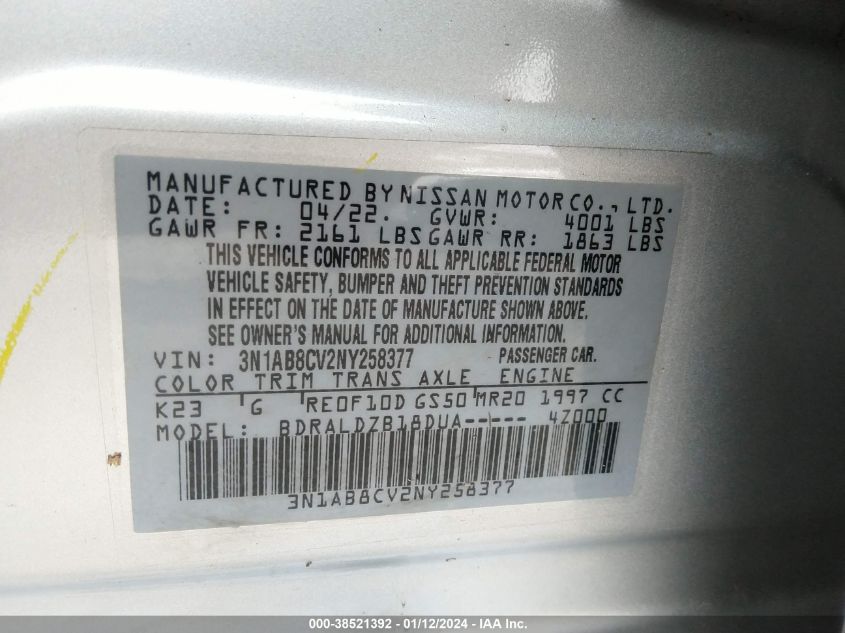 MANUFACTURED BY NISSAN MOTOR CO., LTD.
DATE: 04/22. GVWR: 4001 LBS
GAWR FR: 2161 LBS GAWR RR: 1863 LBS
THIS VEHICLE CONFORMS TO ALL APPLICABLE FEDERAL MOTOR
VEHICLE SAFETY, BUMPER AND THEFT PREVENTION STANDARDS
IN EFFECT ON THE DATE OF MANUFACTURE SHOWN ABOVE.
SEE OWNER'S MANUAL FOR ADDITIONAL INFORMATION.
VIN: 3N1AB8CV2NY258377 PASSENGER CAR.
COLOR TRIM TRANS AXLE ENGINE
K23 G RE0F10D GS50 MR20 1997 CC
MODEL: BDRALDZB18DUA----- 4Z000
3N1AB8CV2NY258377
000-38521392 - 01/12/2024 - IAA Inc.